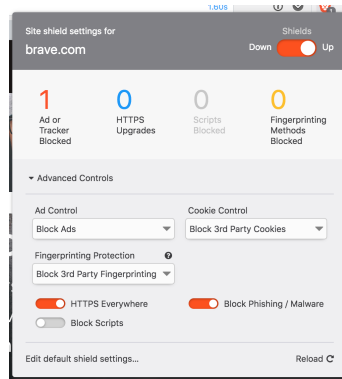 1.60s
Site shield settings for
Shields
brave.com
Down Up
1 0 0 0
Ad or Tracker Blocked
HTTPS Upgrades
Scripts Blocked
Fingerprinting Methods Blocked
Advanced Controls
Ad Control Cookie Control
Block Ads Block 3rd Party Cookies
Fingerprinting Protection
Block 3rd Party Fingerprinting
HTTPS Everywhere Block Phishing / Malware
Block Scripts
Edit default shield settings... Reload